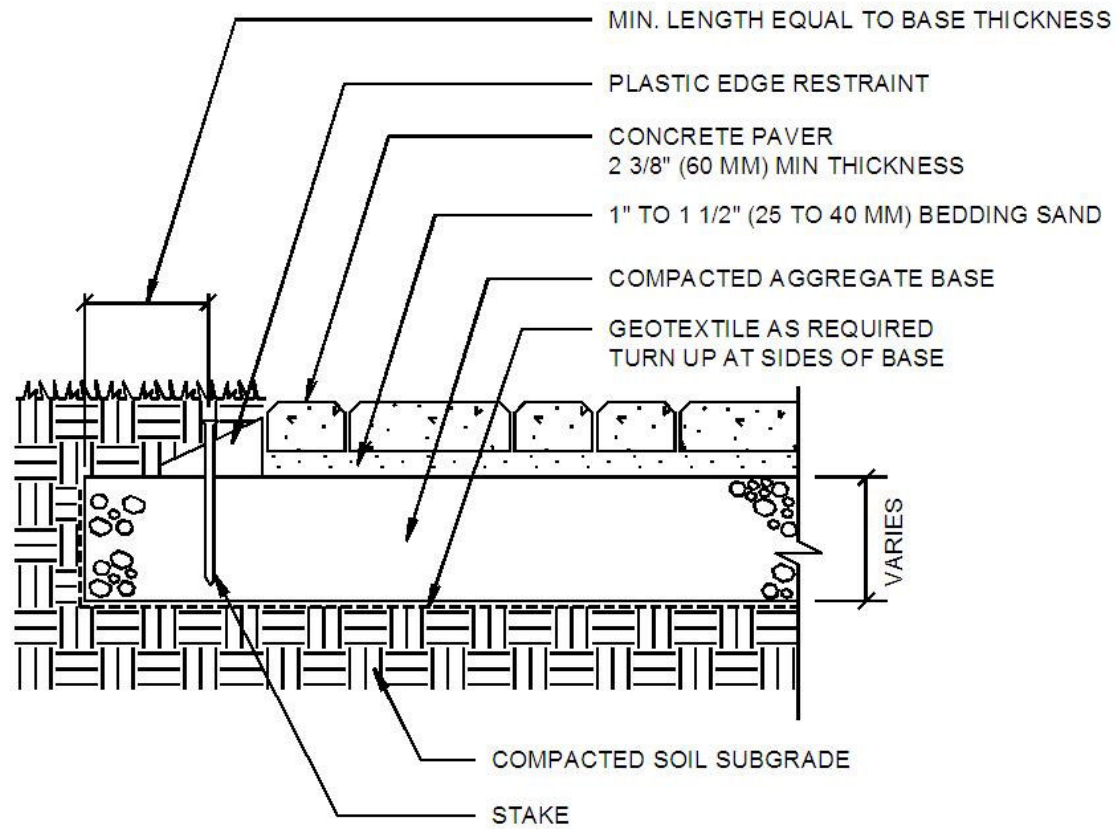 MIN. LENGTH EQUAL TO BASE THICKNESS
PLASTIC EDGE RESTRAINT
CONCRETE PAVER
2 3/8" (60 MM) MIN THICKNESS
1" TO 1 1/2" (25 TO 40 MM) BEDDING SAND
COMPACTED AGGREGATE BASE
GEOTEXTILE AS REQUIRED
TURN UP AT SIDES OF BASE
VARIES
COMPACTED SOIL SUBGRADE
STAKE